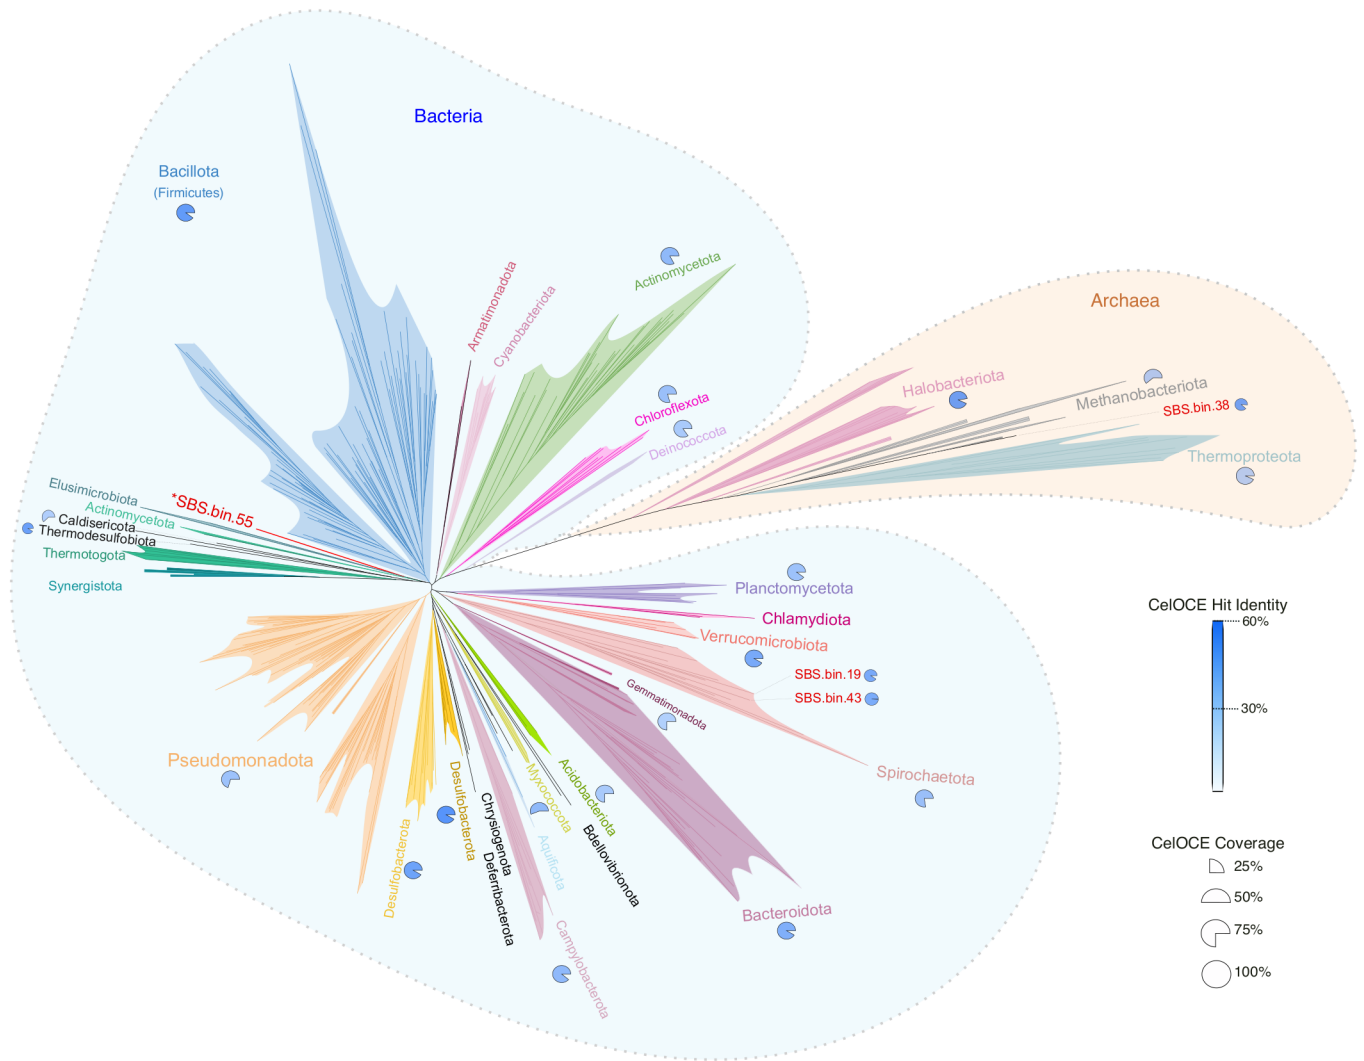 Bacteria
Bacillota
(Firmicutes)
Armatimonadota
Cyanobacteriota
Actinomycetota
Chloroflexota
Deinococcota
Archaea
Halobacteriota
Methanobacteriota
SBS.bin.38
Thermoproteota
Elusimicrobiota
*SBS.bin.55
Actinomycetota
Caldisericota
Thermodesulfobiota
Thermotogota
Synergistota
Planctomycetota
Chlamydiota
Verrucomicrobiota
SBS.bin.19
SBS.bin.43
Gemmatimonadota
Spirochaetota
Pseudomonadota
Desulfobacterota
Desulfobacterota
Chrysiogenota
Deferribacterota
Myxococcota
Aquificota
Acidobacteriota
Bdellovibrionota
Campylobacterota
Bacteroidota
CelOCE Hit Identity
60%
30%
CelOCE Coverage
25%
50%
75%
100%